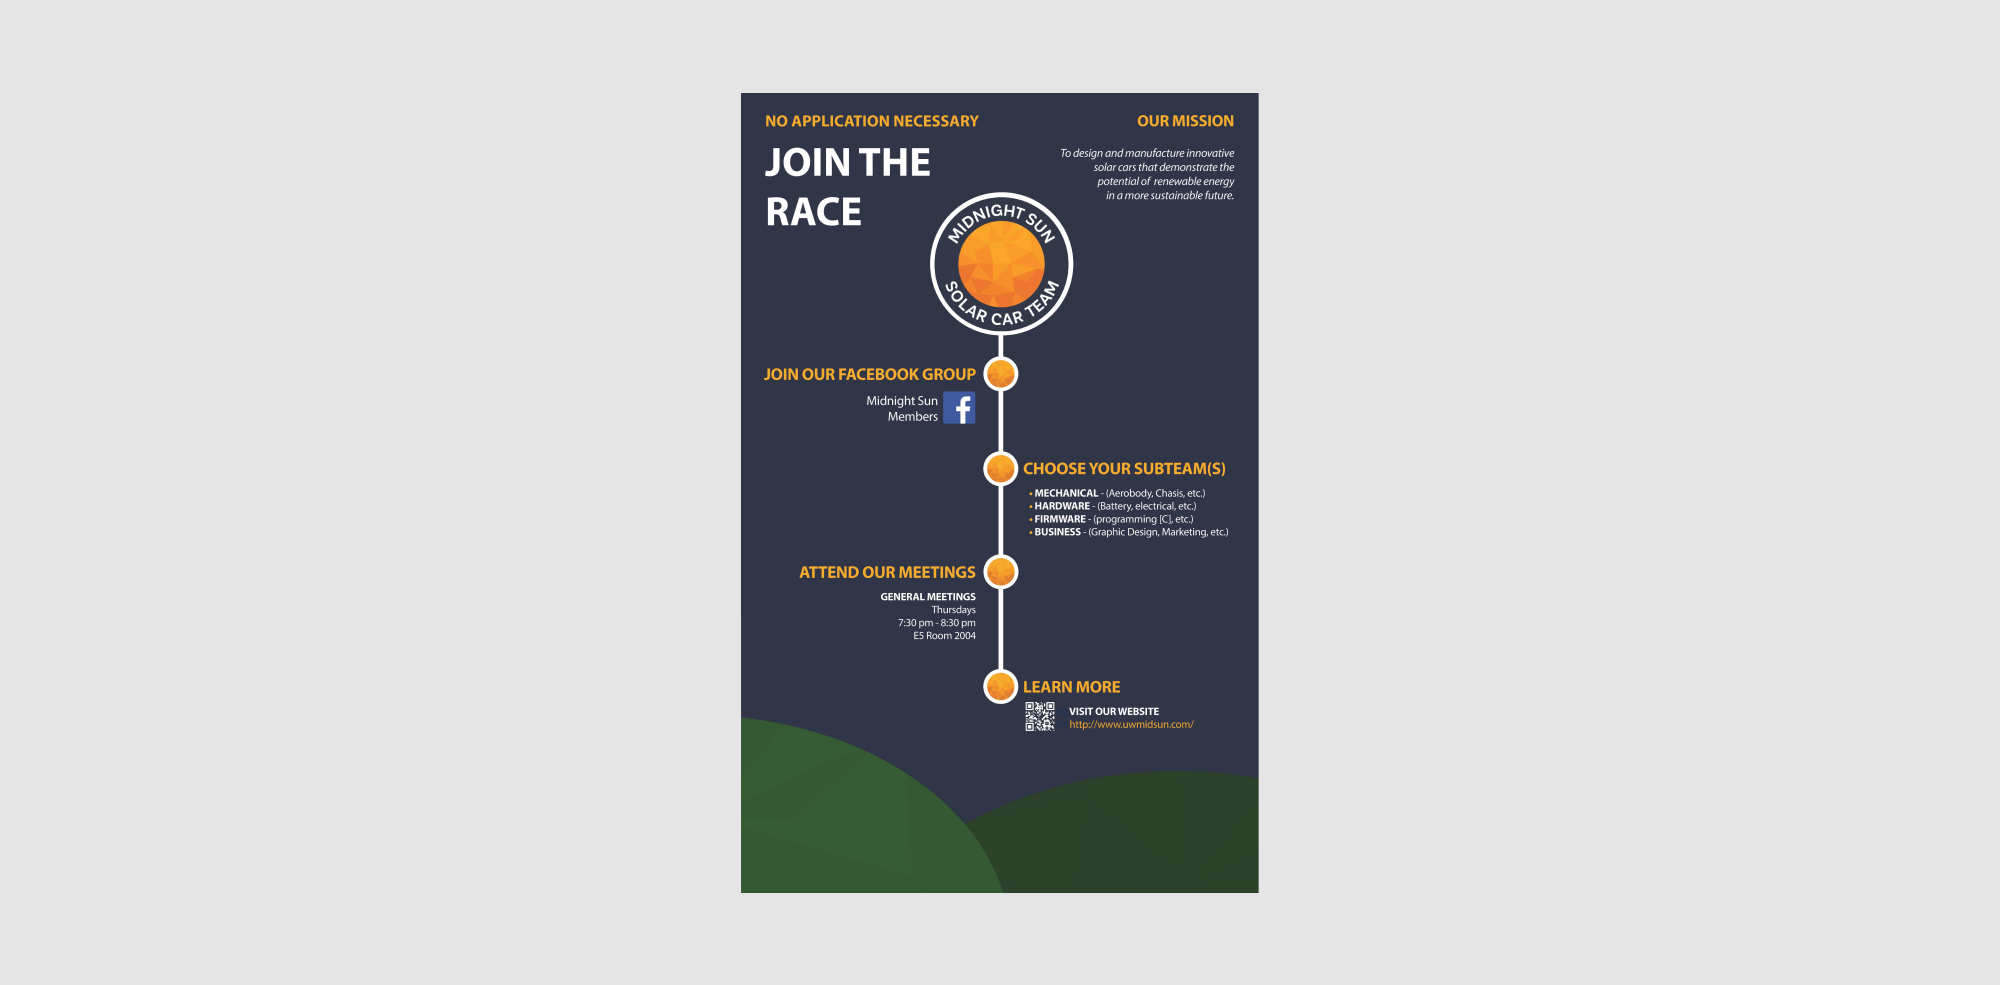 NO APPLICATION NECESSARY
JOIN THE
RACE
OUR MISSION
To design and manufacture innovative
solar cars that demonstrate the
potential of renewable energy
in a more sustainable future.
MIDNIGHT SUN
SOLAR CAR TEAM
JOIN OUR FACEBOOK GROUP
Midnight Sun
Members
f
CHOOSE YOUR SUBTEAM(S)
• MECHANICAL - (Aerobody, Chasis, etc.)
• HARDWARE - (Battery, electrical, etc.)
• FIRMWARE - (programming [C], etc.)
• BUSINESS - (Graphic Design, Marketing, etc.)
ATTEND OUR MEETINGS
GENERAL MEETINGS
Thursdays
7:30 pm - 8:30 pm
E5 Room 2004
LEARN MORE
VISIT OUR WEBSITE
http://www.uwmidsun.com/